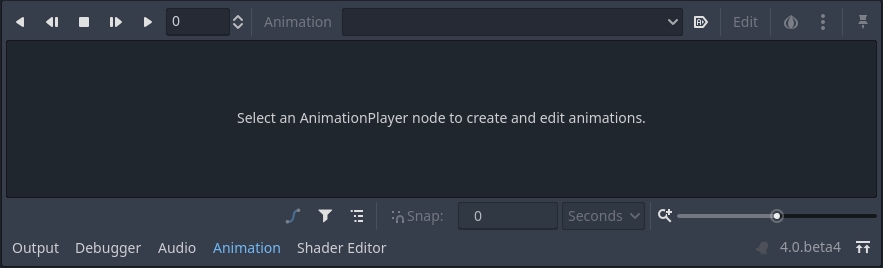 0 Animation Edit
Select an AnimationPlayer node to create and edit animations.
Snap: 0 Seconds
Output Debugger Audio Animation Shader Editor 4.0.beta4